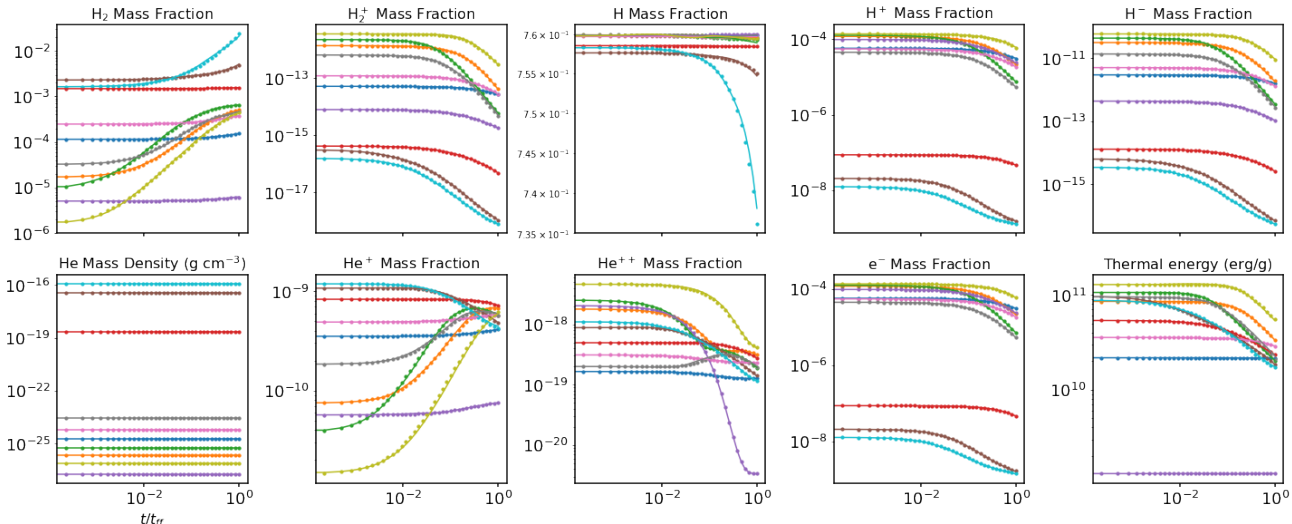 H₂ Mass Fraction
10⁻²
10⁻³
10⁻⁴
10⁻⁵
10⁻⁶
H₂⁺ Mass Fraction
10⁻¹³
10⁻¹⁵
10⁻¹⁷
H Mass Fraction
7.6 × 10⁻¹
7.55 × 10⁻¹
7.5 × 10⁻¹
7.45 × 10⁻¹
7.4 × 10⁻¹
7.35 × 10⁻¹
H⁺ Mass Fraction
10⁻⁴
10⁻⁶
10⁻⁸
H⁻ Mass Fraction
10⁻¹¹
10⁻¹³
10⁻¹⁵
He Mass Density (g cm⁻³)
10⁻¹⁶
10⁻¹⁹
10⁻²²
10⁻²⁵
10⁻² 10⁰
t/t_ff
He⁺ Mass Fraction
10⁻⁹
10⁻¹⁰
10⁻² 10⁰
He⁺⁺ Mass Fraction
10⁻¹⁸
10⁻¹⁹
10⁻²⁰
10⁻² 10⁰
e⁻ Mass Fraction
10⁻⁴
10⁻⁶
10⁻⁸
10⁻² 10⁰
Thermal energy (erg/g)
10¹¹
10¹⁰
10⁻² 10⁰